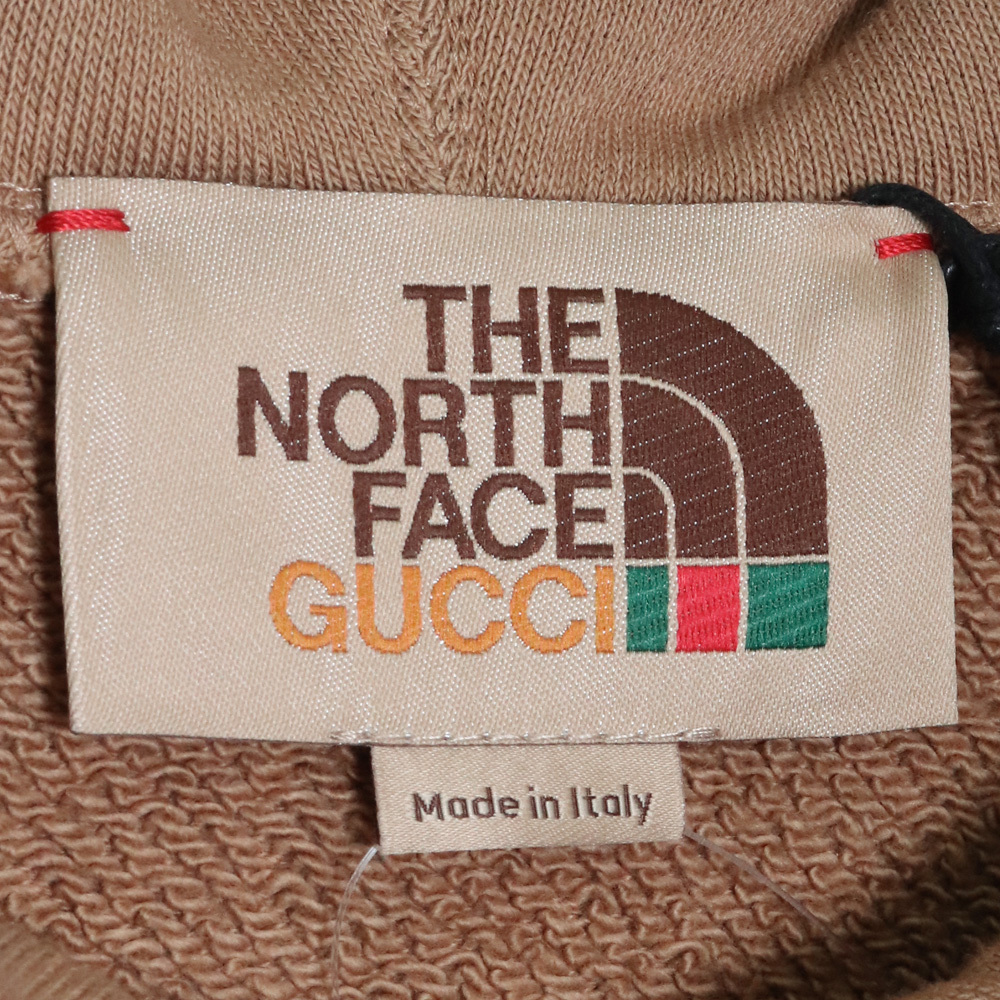 THE
NORTH
FACE
GUCCI
Made in Italy